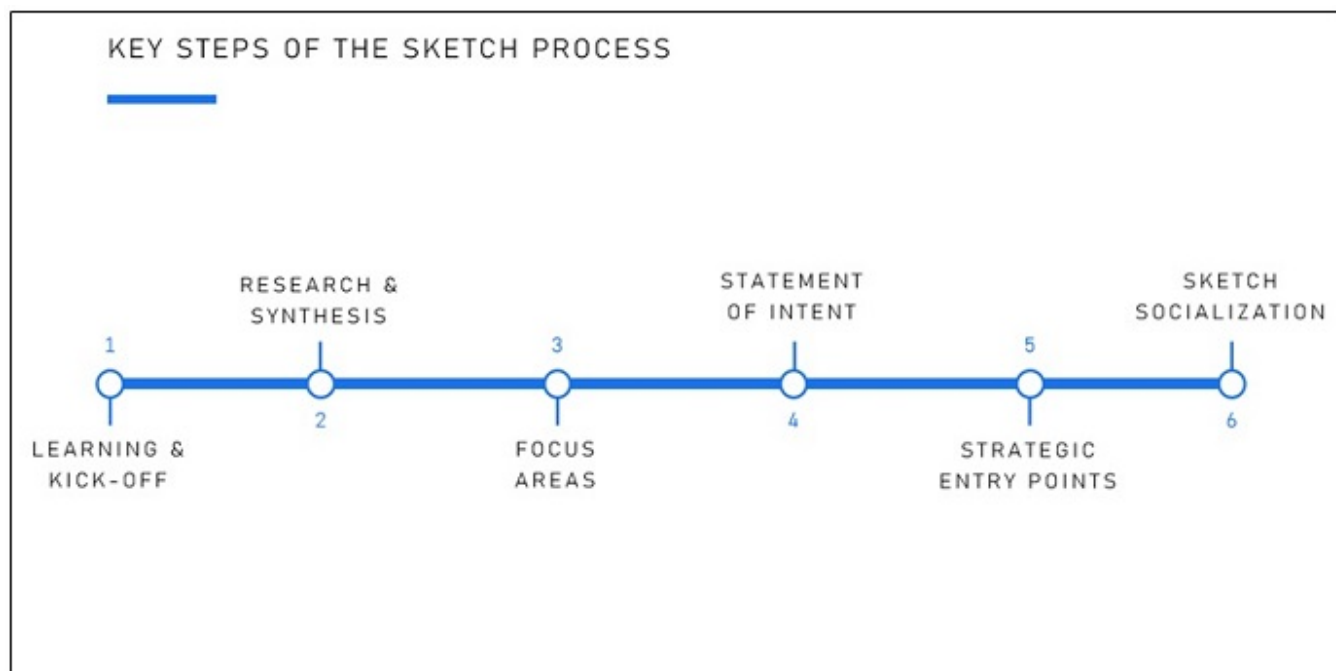 KEY STEPS OF THE SKETCH PROCESS
1
LEARNING &
KICK-OFF
RESEARCH &
SYNTHESIS
2
3
FOCUS
AREAS
STATEMENT
OF INTENT
4
5
STRATEGIC
ENTRY POINTS
SKETCH
SOCIALIZATION
6